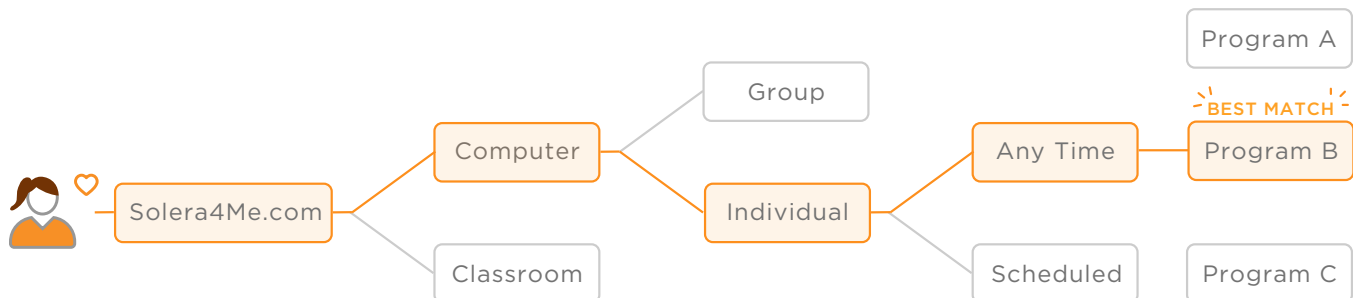 Program A
Group
BEST MATCH
Computer
Any Time
Program B
Solera4Me.com
Individual
Classroom
Scheduled
Program C